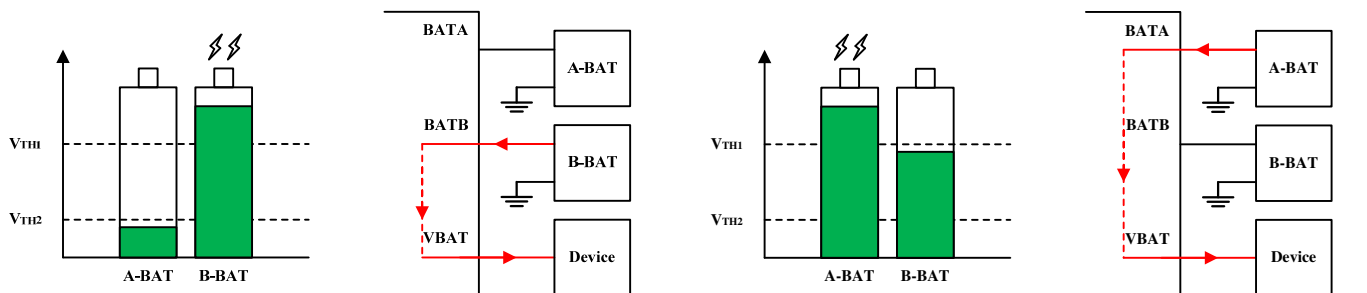 VTH1
VTH2
A-BAT B-BAT
BATA
A-BAT
BATB
B-BAT
VBAT
Device
VTH1
VTH2
A-BAT B-BAT
BATA
A-BAT
BATB
B-BAT
VBAT
Device